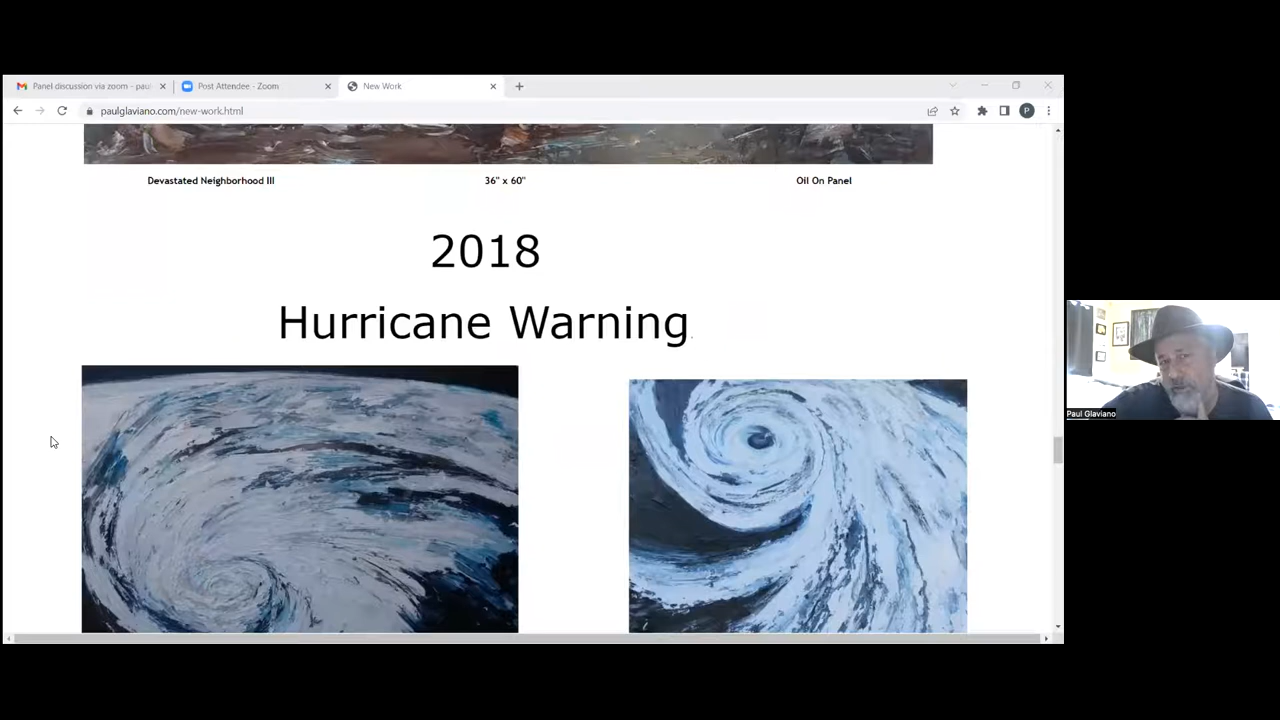 Panel discussion via zoom - paul
Post Attendee - Zoom
New Work
paulglaviano.com/new-work.html
P
Devastated Neighborhood III 36" x 60" Oil On Panel
2018
Hurricane Warning.
Paul Glaviano